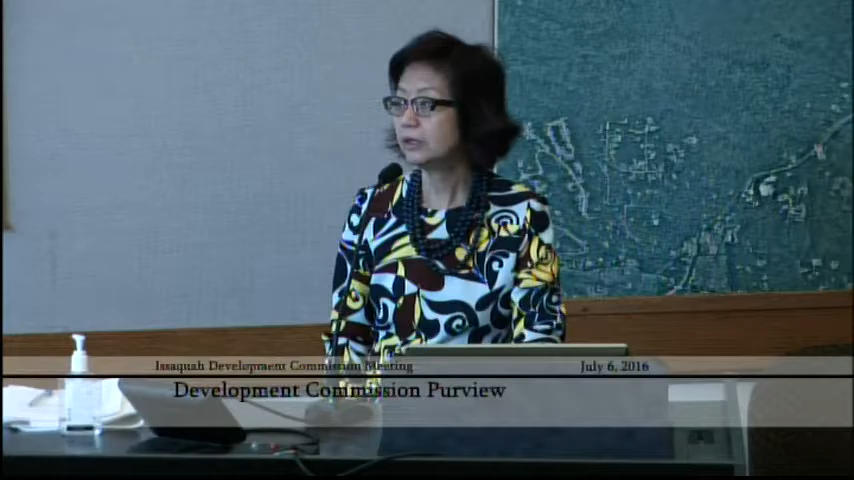 Issaquah Development Commission Meeting July 6, 2016
Development Commission Purview